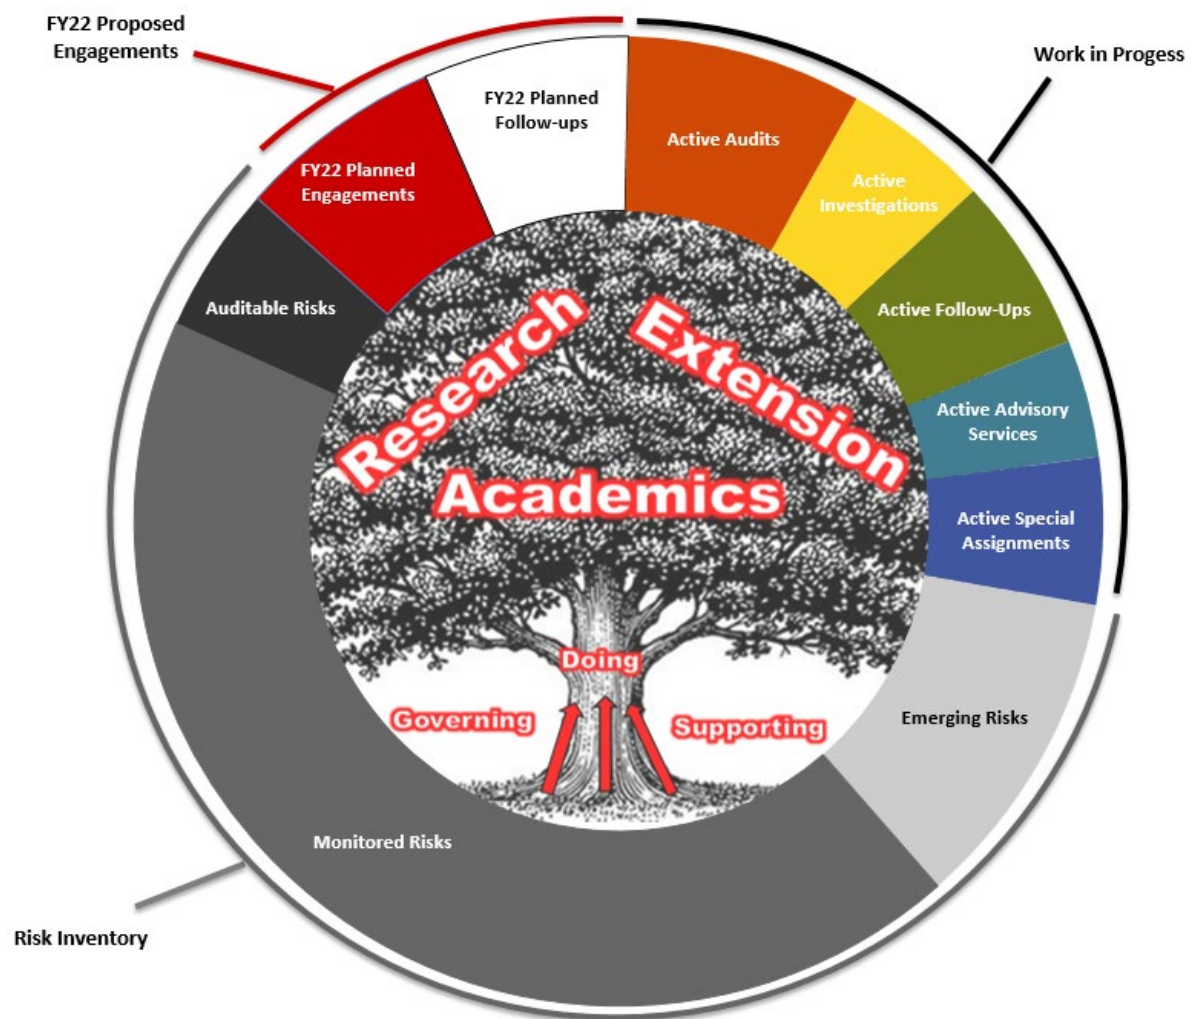 FY22 Proposed
Engagements
Work in Progess
FY22 Planned
Follow-ups
Active Audits
FY22 Planned
Engagements
Active
Investigations
Auditable Risks
Active Follow-Ups
Research
Extension
Academics
Active Advisory
Services
Active Special
Assignments
Doing
Governing
Supporting
Emerging Risks
Monitored Risks
Risk Inventory